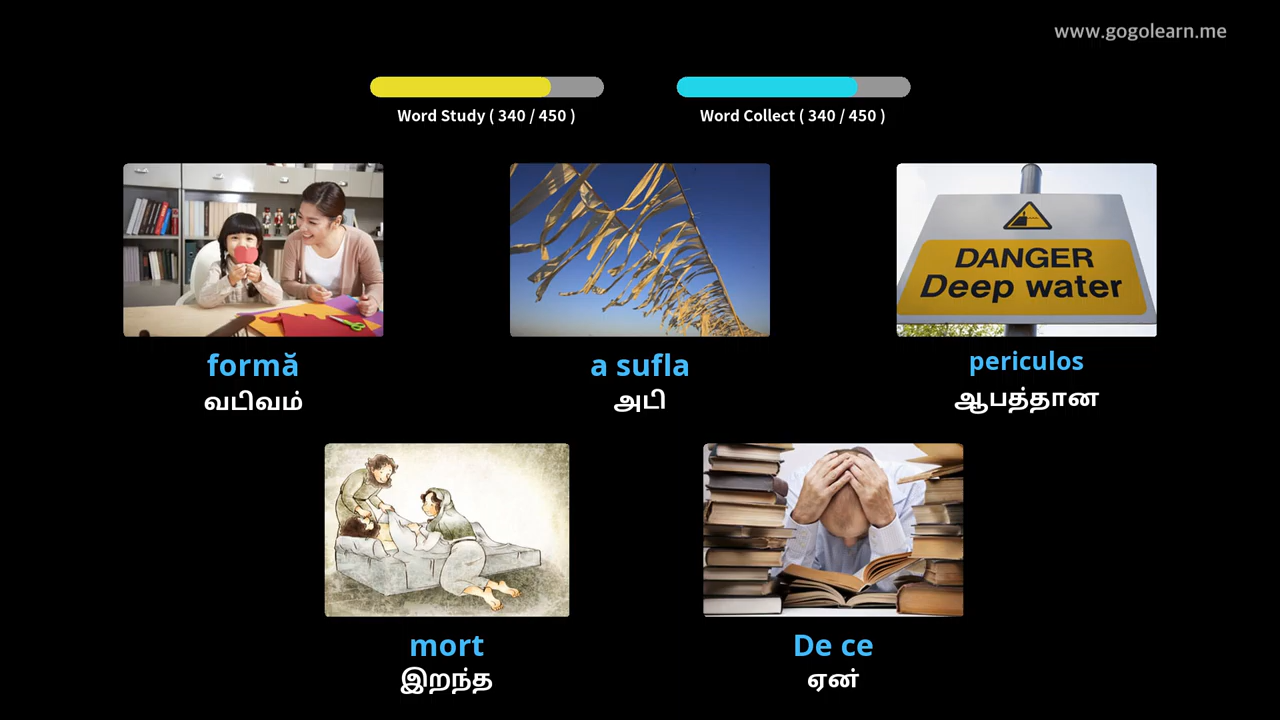 www.gogolearn.me
Word Study ( 340 / 450 )
Word Collect ( 340 / 450 )
DANGER
Deep water
formă
வடிவம்
a sufla
அடி
periculos
ஆபத்தான
mort
இறந்த
De ce
ஏன்